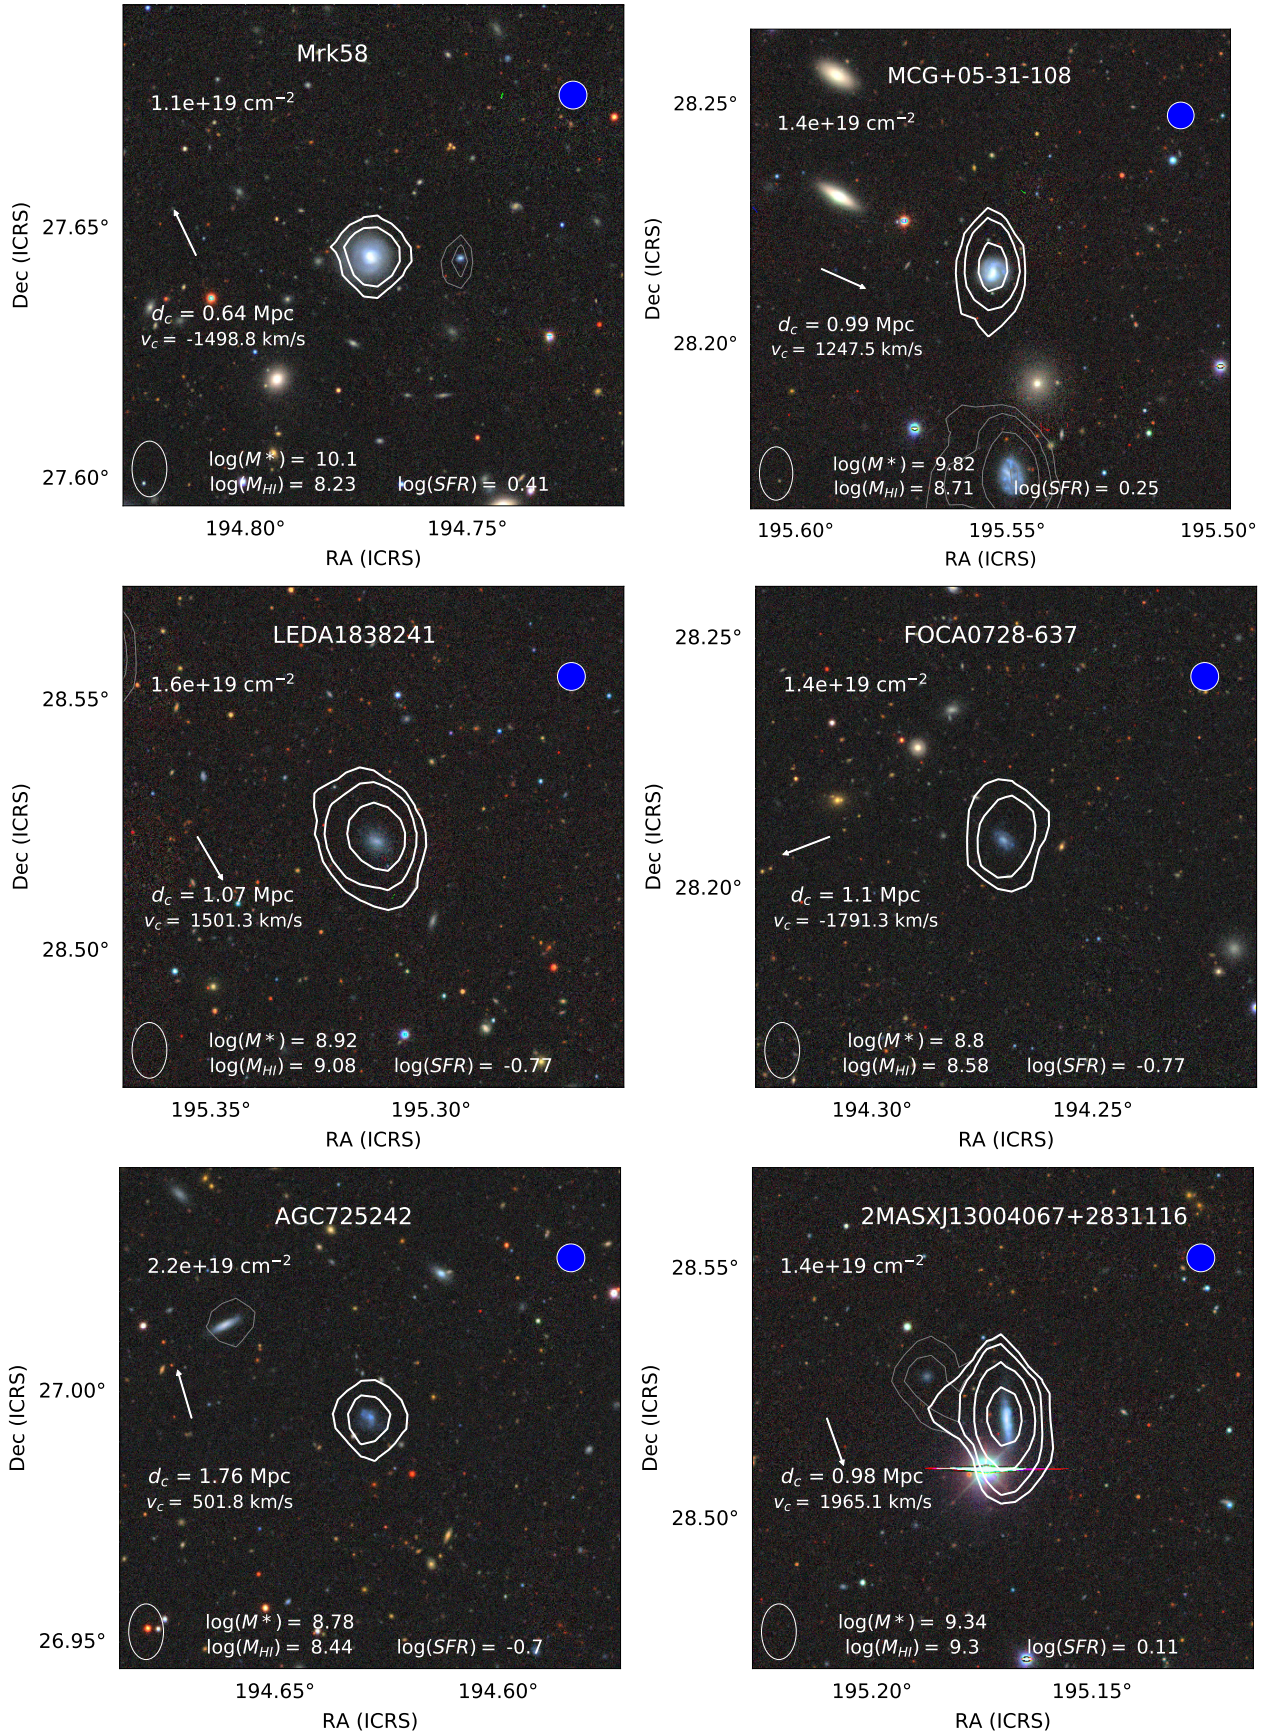 Mrk58
1.1e+19 cm⁻²
d_c = 0.64 Mpc
v_c = -1498.8 km/s
log(M*) = 10.1
log(M_HI) = 8.23 log(SFR) = 0.41
27.65°
27.60°
Dec (ICRS)
194.80° 194.75°
RA (ICRS)
MCG+05-31-108
1.4e+19 cm⁻²
d_c = 0.99 Mpc
v_c = 1247.5 km/s
log(M*) = 9.82
log(M_HI) = 8.71 log(SFR) = 0.25
28.25°
28.20°
Dec (ICRS)
195.60° 195.55° 195.50°
RA (ICRS)
LEDA1838241
1.6e+19 cm⁻²
d_c = 1.07 Mpc
v_c = 1501.3 km/s
log(M*) = 8.92
log(M_HI) = 9.08 log(SFR) = -0.77
28.55°
28.50°
Dec (ICRS)
195.35° 195.30°
RA (ICRS)
FOCA0728-637
1.4e+19 cm⁻²
d_c = 1.1 Mpc
v_c = -1791.3 km/s
log(M*) = 8.8
log(M_HI) = 8.58 log(SFR) = -0.77
28.25°
28.20°
Dec (ICRS)
194.30° 194.25°
RA (ICRS)
AGC725242
2.2e+19 cm⁻²
d_c = 1.76 Mpc
v_c = 501.8 km/s
log(M*) = 8.78
log(M_HI) = 8.44 log(SFR) = -0.7
27.00°
26.95°
Dec (ICRS)
194.65° 194.60°
RA (ICRS)
2MASXJ13004067+2831116
1.4e+19 cm⁻²
d_c = 0.98 Mpc
v_c = 1965.1 km/s
log(M*) = 9.34
log(M_HI) = 9.3 log(SFR) = 0.11
28.55°
28.50°
Dec (ICRS)
195.20° 195.15°
RA (ICRS)